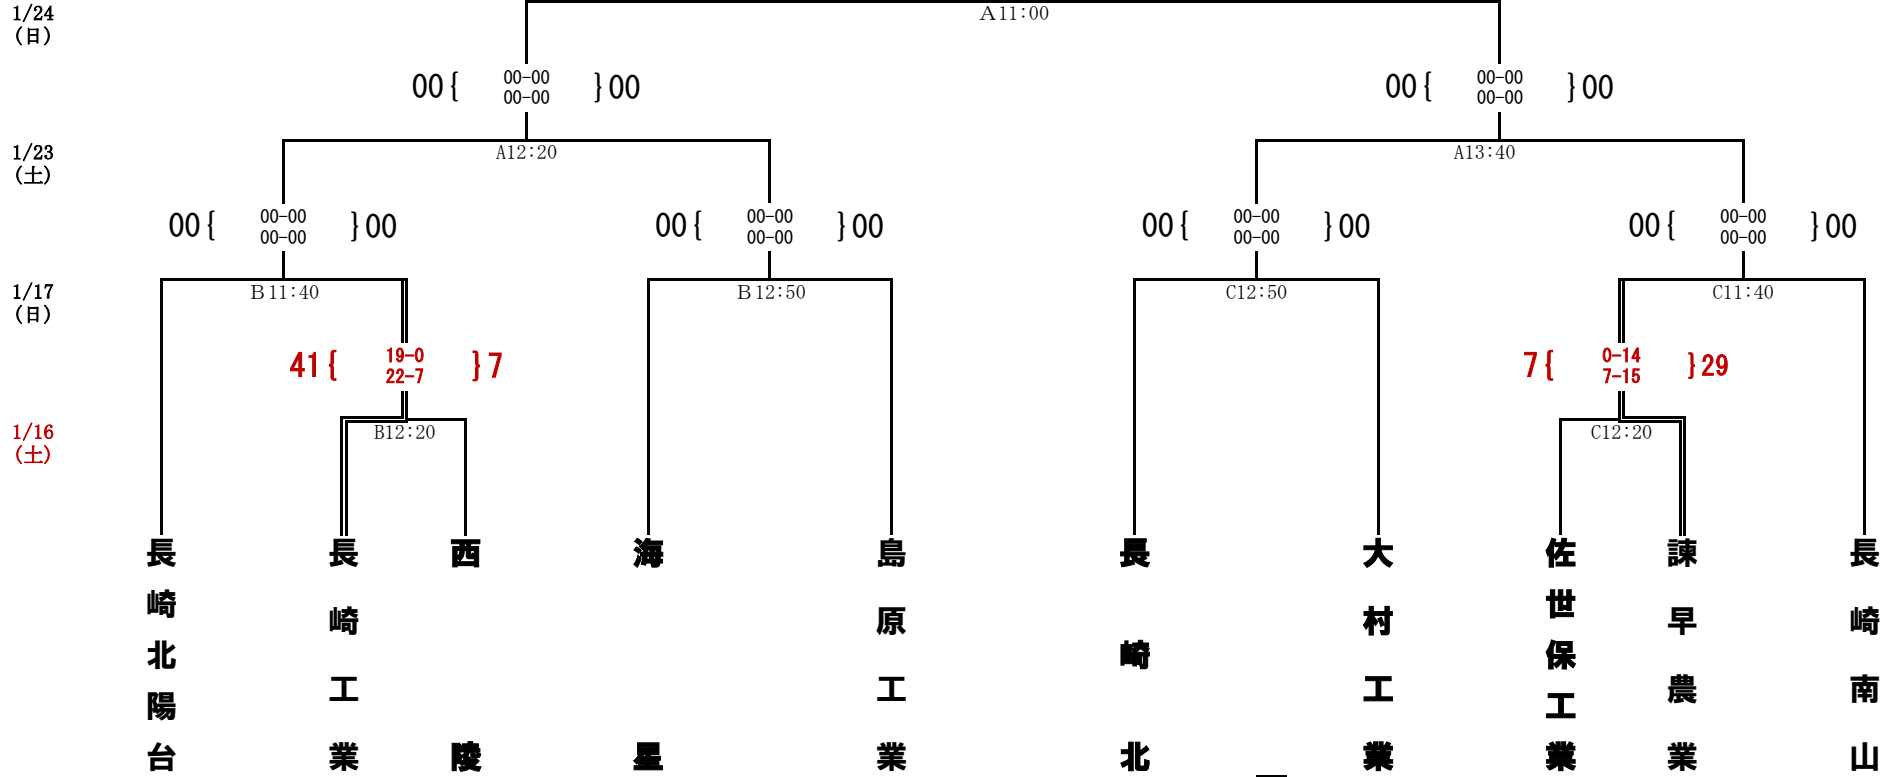 1/24
(日)
A11:00
00{ 00-00 }00
00-00
00{ 00-00 }00
00-00
1/23
(土)
A12:20
A13:40
00{ 00-00 }00
00-00
00{ 00-00 }00
00-00
00{ 00-00 }00
00-00
00{ 00-00 }00
00-00
1/17
(日)
B11:40
B12:50
C12:50
C11:40
41{ 19-0 }7
22-7
7{ 0-14 }29
7-15
1/16
(土)
B12:20
C12:20
長崎北陽台
長崎工業
西陵
海星
島原工業
長崎北
大村工業
佐世保工業
諫早農業
長崎南山